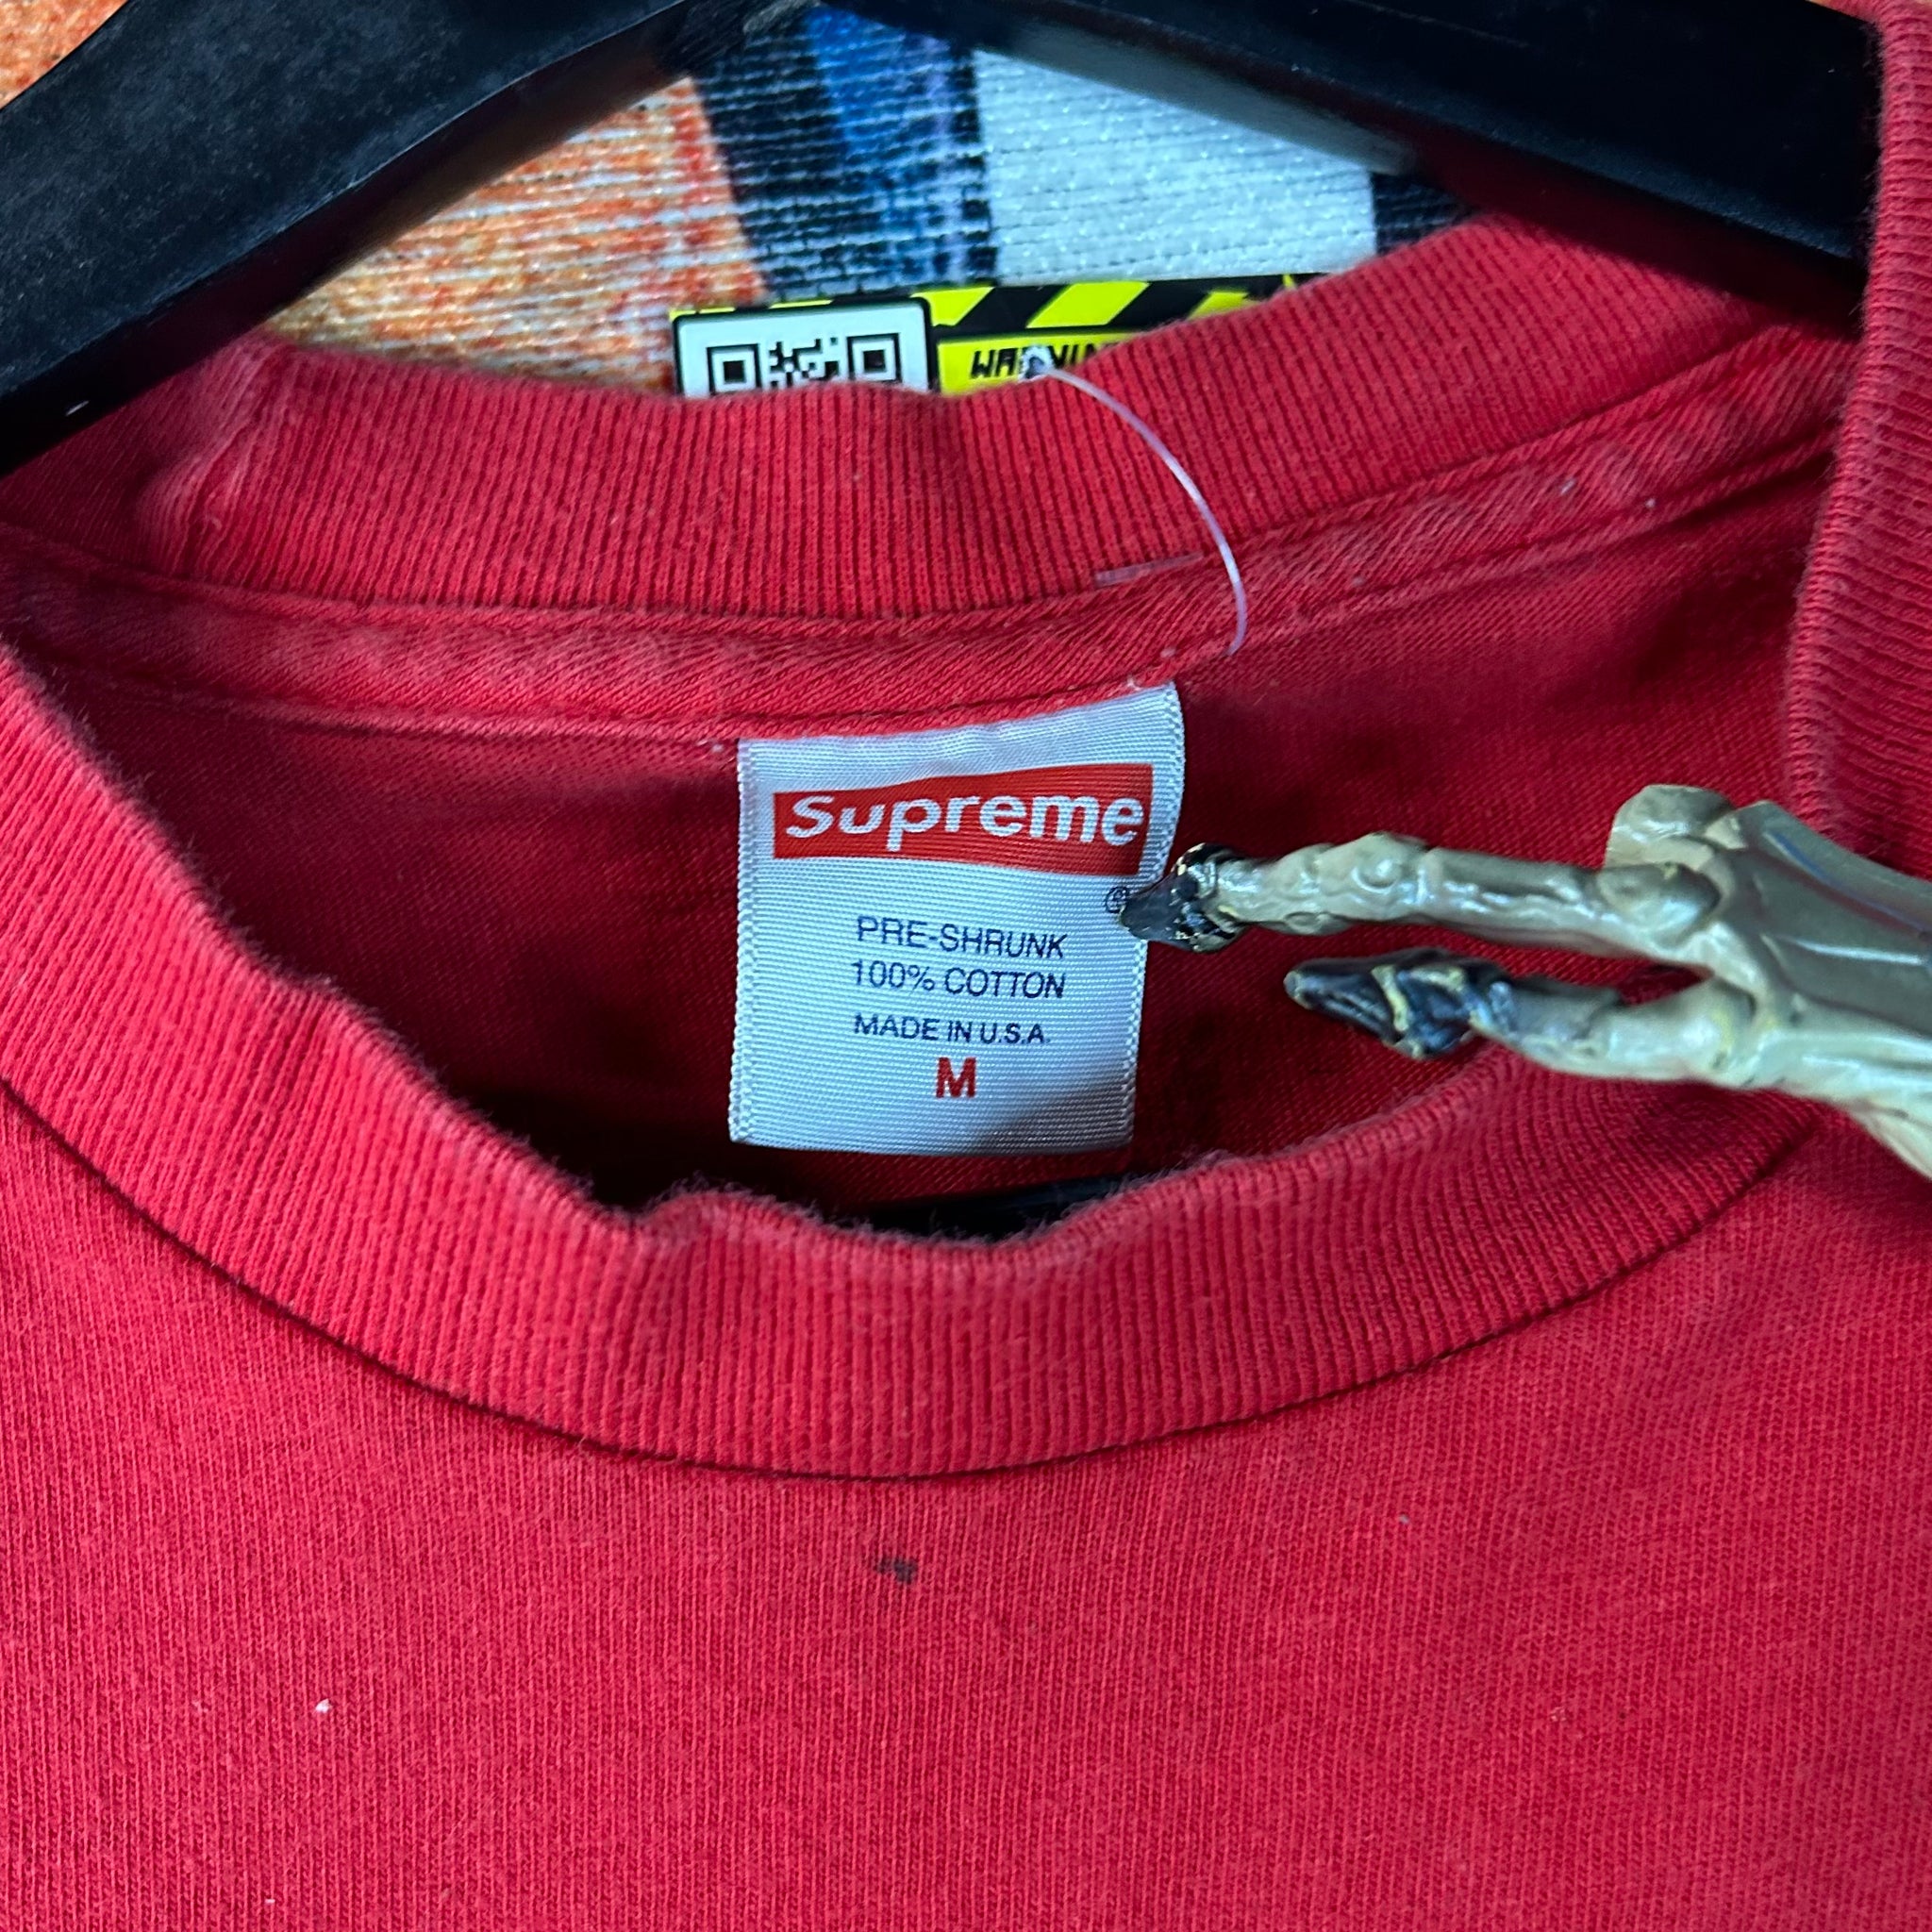 Supreme
®
PRE-SHRUNK
100% COTTON
MADE IN U.S.A.
M